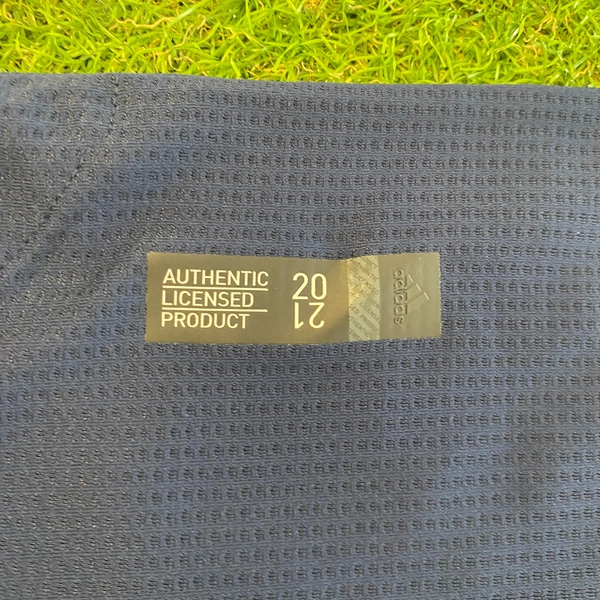 AUTHENTIC
LICENSED
PRODUCT
20
21
adidas